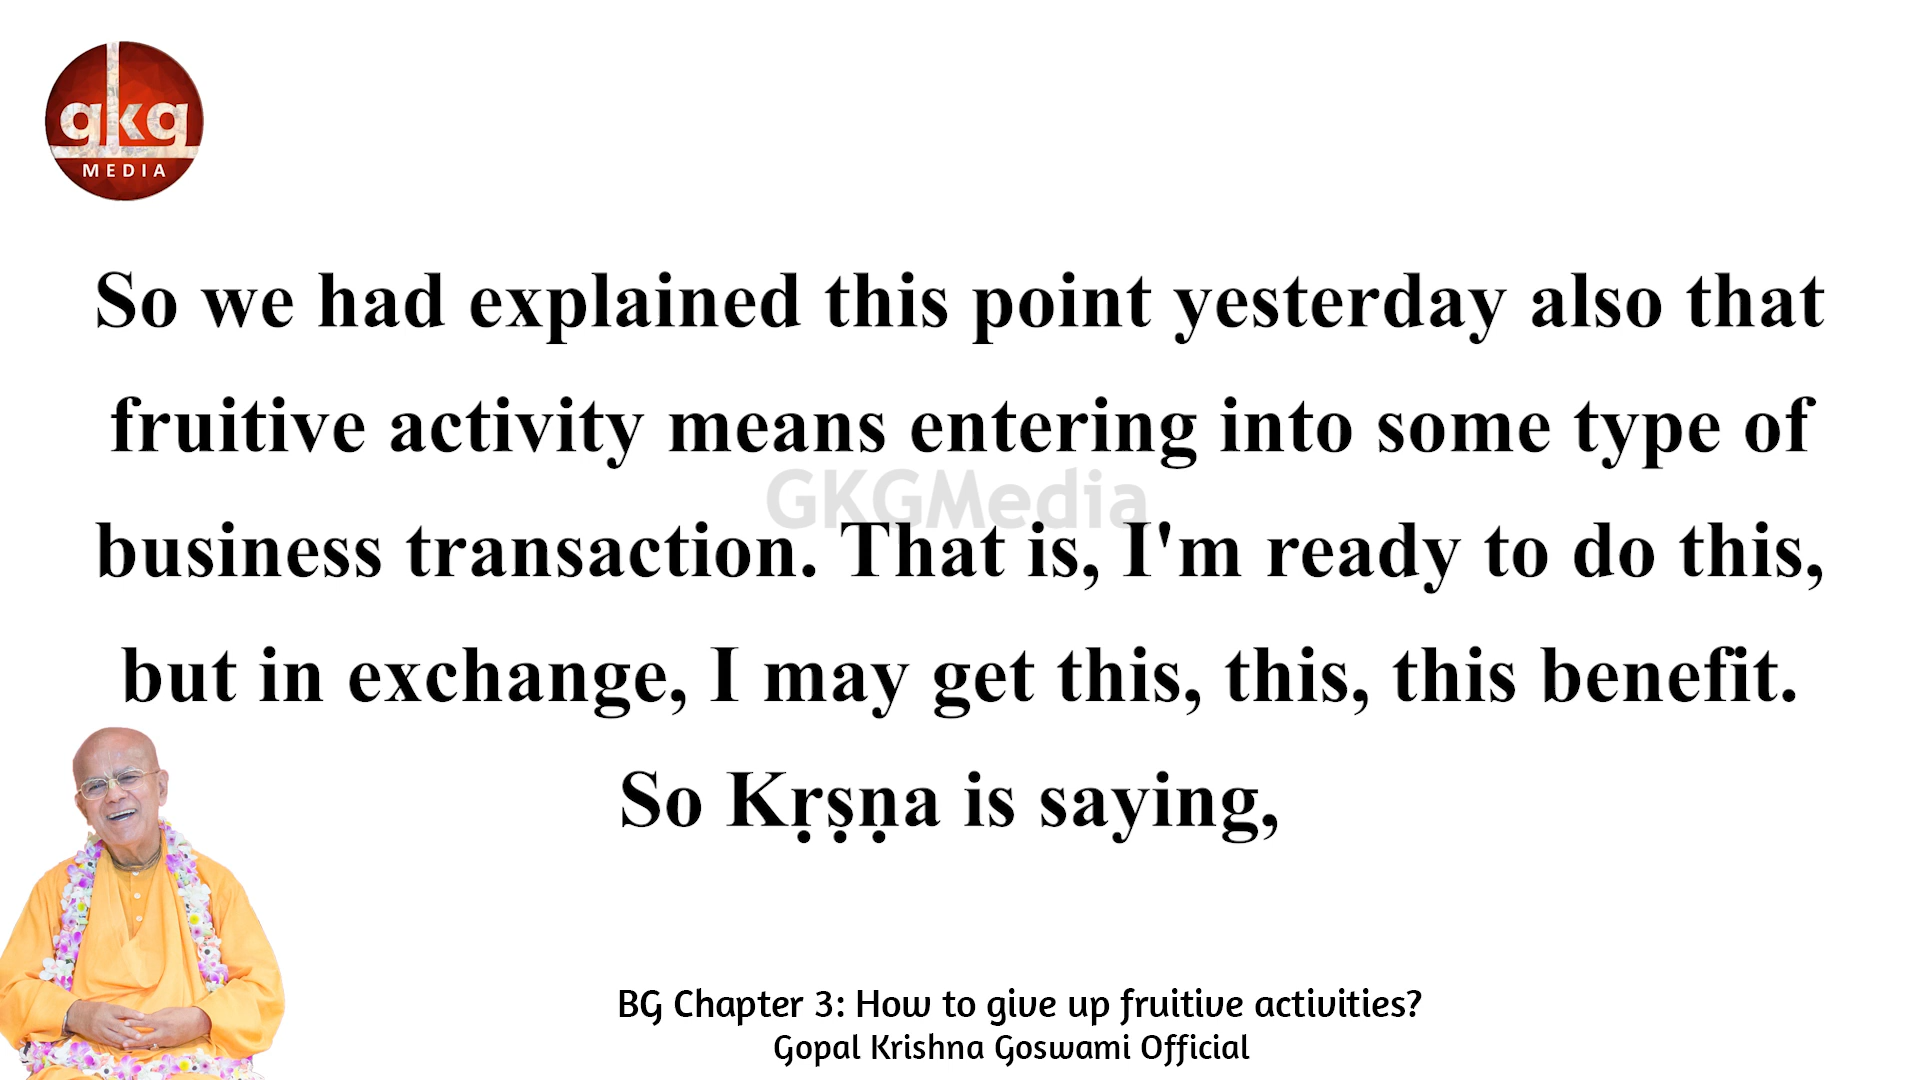 gkg
MEDIA
So we had explained this point yesterday also that
fruitive activity means entering into some type of
GKGMedia
business transaction. That is, I'm ready to do this,
but in exchange, I may get this, this, this benefit.
So Kṛṣṇa is saying,
BG Chapter 3: How to give up fruitive activities?
Gopal Krishna Goswami Official